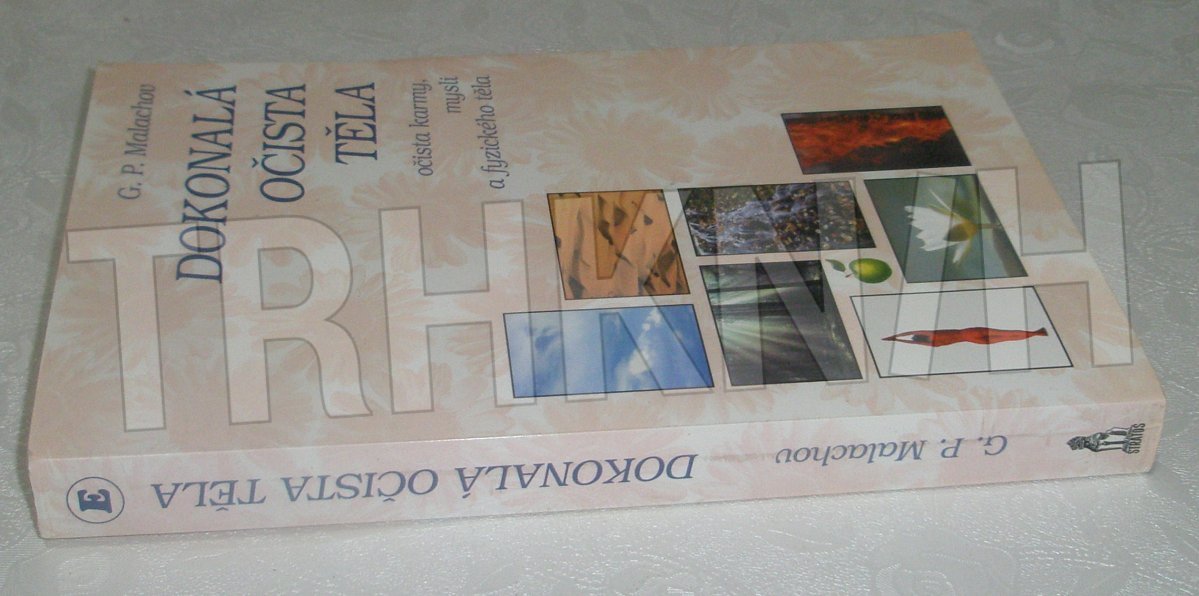 G. P. Malachov
DOKONALÁ
OČISTA
TĚLA
očista karmy,
mysli
a fyzického těla
TRHKNIH
G. P. Malachov
DOKONALÁ OČISTA TĚLA
E
STRATOS